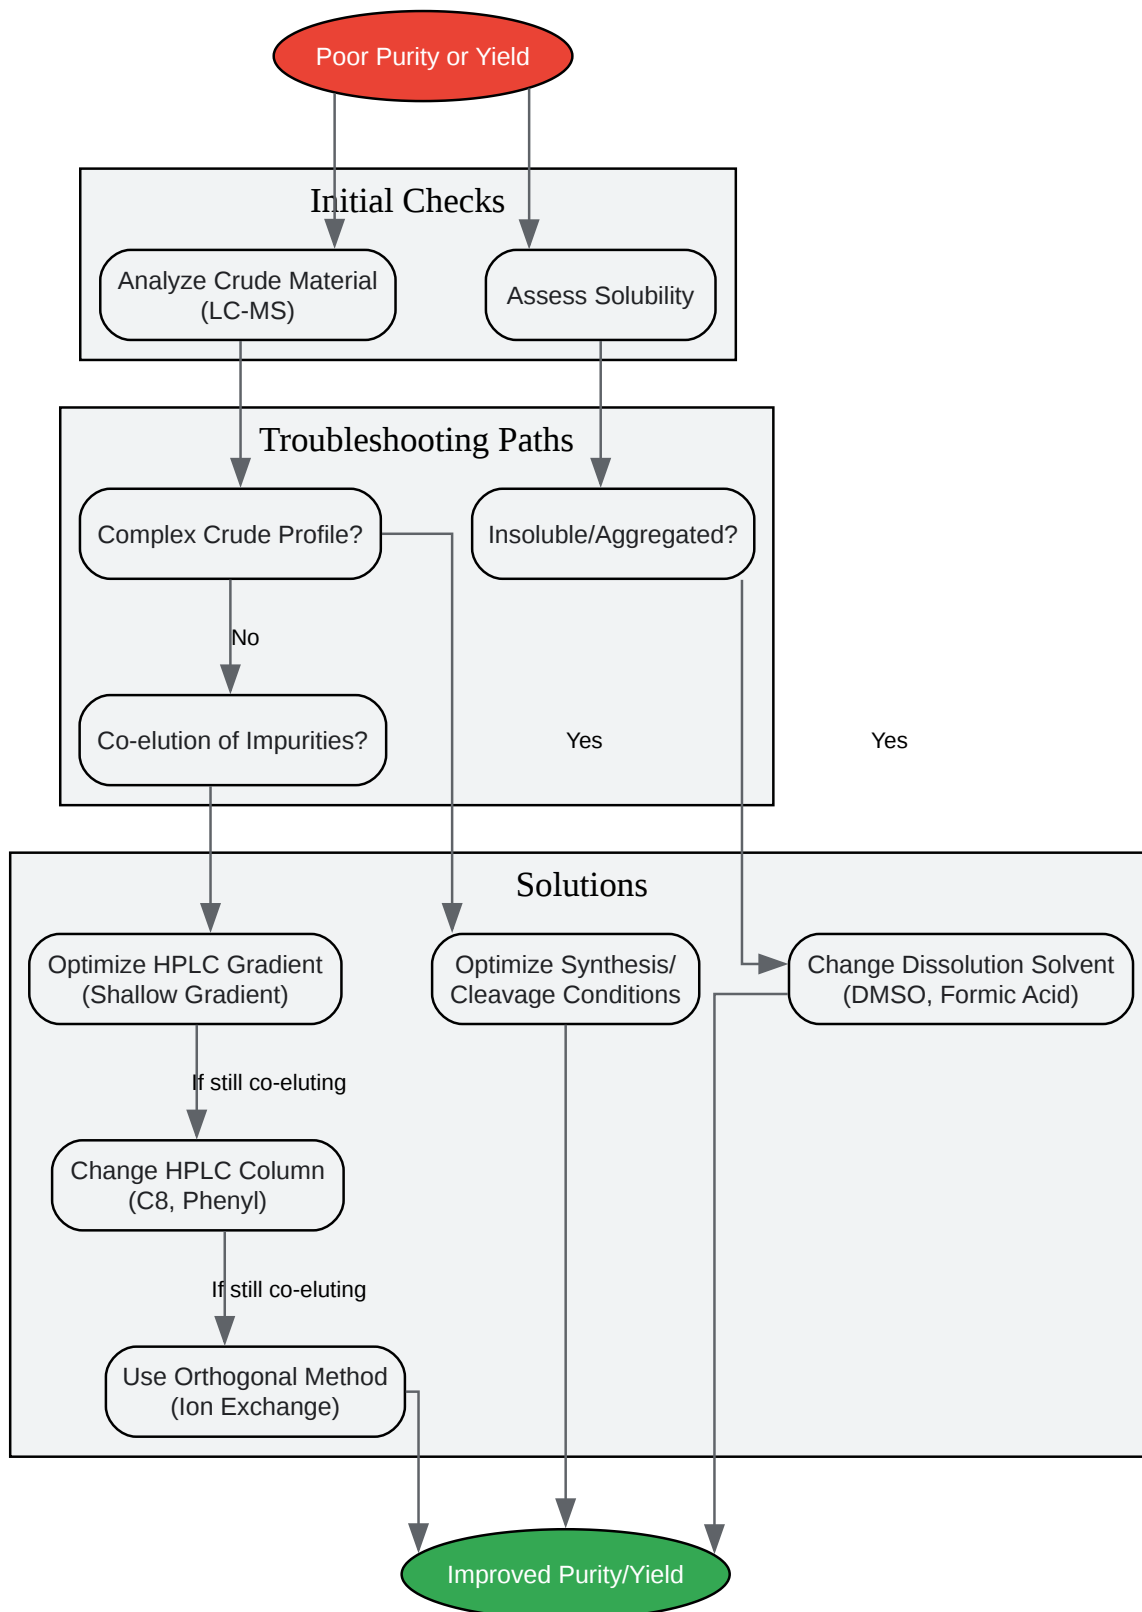 Poor Purity or Yield
Initial Checks
Analyze Crude Material
(LC-MS)
Assess Solubility
Troubleshooting Paths
Complex Crude Profile?
Insoluble/Aggregated?
No
Co-elution of Impurities?
Yes
Yes
Solutions
Optimize HPLC Gradient
(Shallow Gradient)
Optimize Synthesis/
Cleavage Conditions
Change Dissolution Solvent
(DMSO, Formic Acid)
If still co-eluting
Change HPLC Column
(C8, Phenyl)
If still co-eluting
Use Orthogonal Method
(Ion Exchange)
Improved Purity/Yield